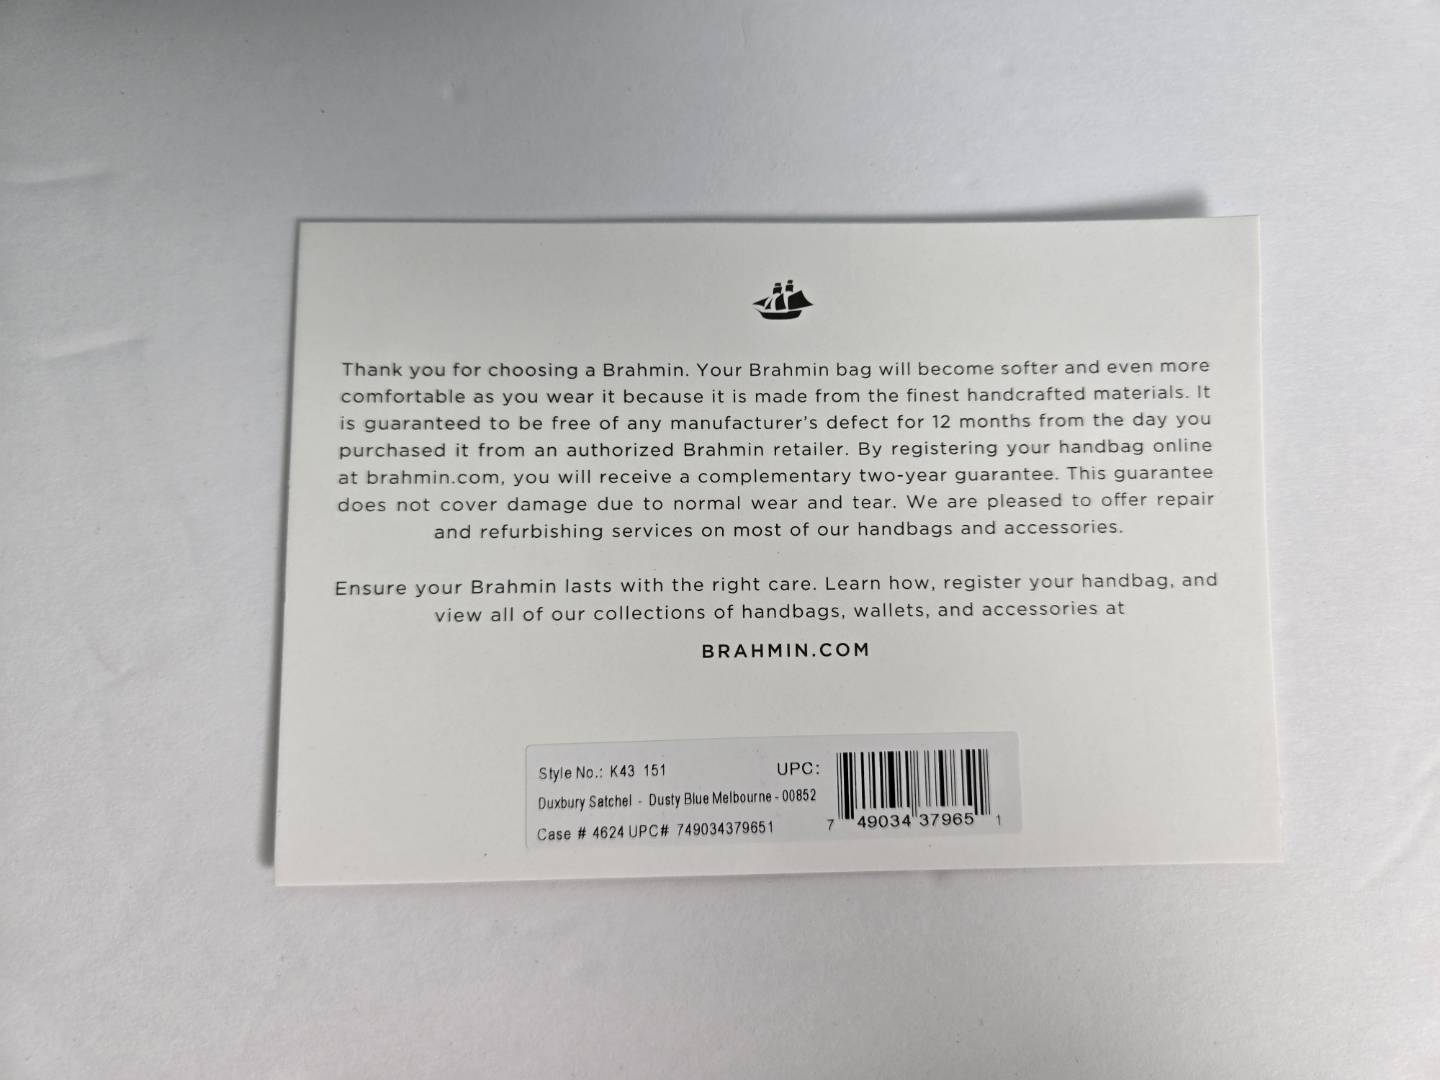 Thank you for choosing a Brahmin. Your Brahmin bag will become softer and even more
comfortable as you wear it because it is made from the finest handcrafted materials. It
is guaranteed to be free of any manufacturer's defect for 12 months from the day you
purchased it from an authorized Brahmin retailer. By registering your handbag online
at brahmin.com, you will receive a complementary two-year guarantee. This guarantee
does not cover damage due to normal wear and tear. We are pleased to offer repair
and refurbishing services on most of our handbags and accessories.
Ensure your Brahmin lasts with the right care. Learn how, register your handbag, and
view all of our collections of handbags, wallets, and accessories at
BRAHMIN.COM
Style No.: K43 151 UPC:
Duxbury Satchel - Dusty Blue Melbourne - 00852
Case # 4624 UPC# 749034379651
7 49034 37965 1